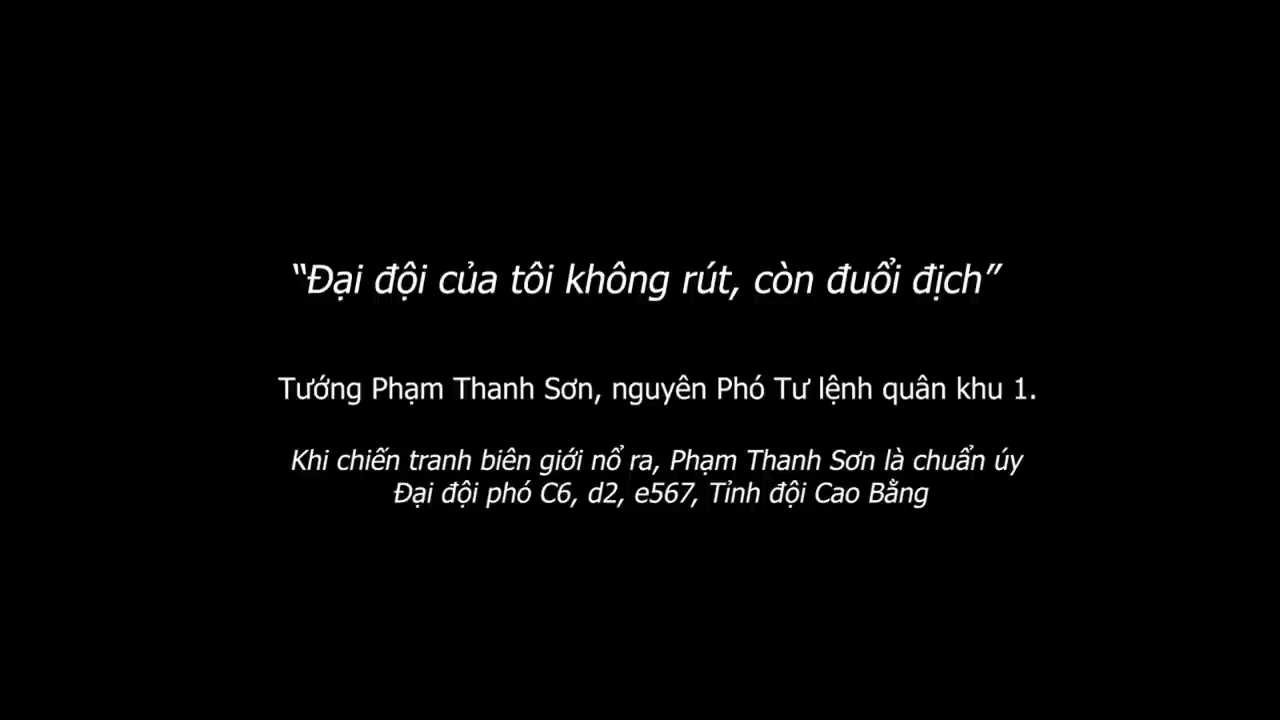 “Đại đội của tôi không rút, còn đuổi địch”
Tướng Phạm Thanh Sơn, nguyên Phó Tư lệnh quân khu 1.
Khi chiến tranh biên giới nổ ra, Phạm Thanh Sơn là chuẩn úy
Đại đội phó C6, d2, e567, Tỉnh đội Cao Bằng